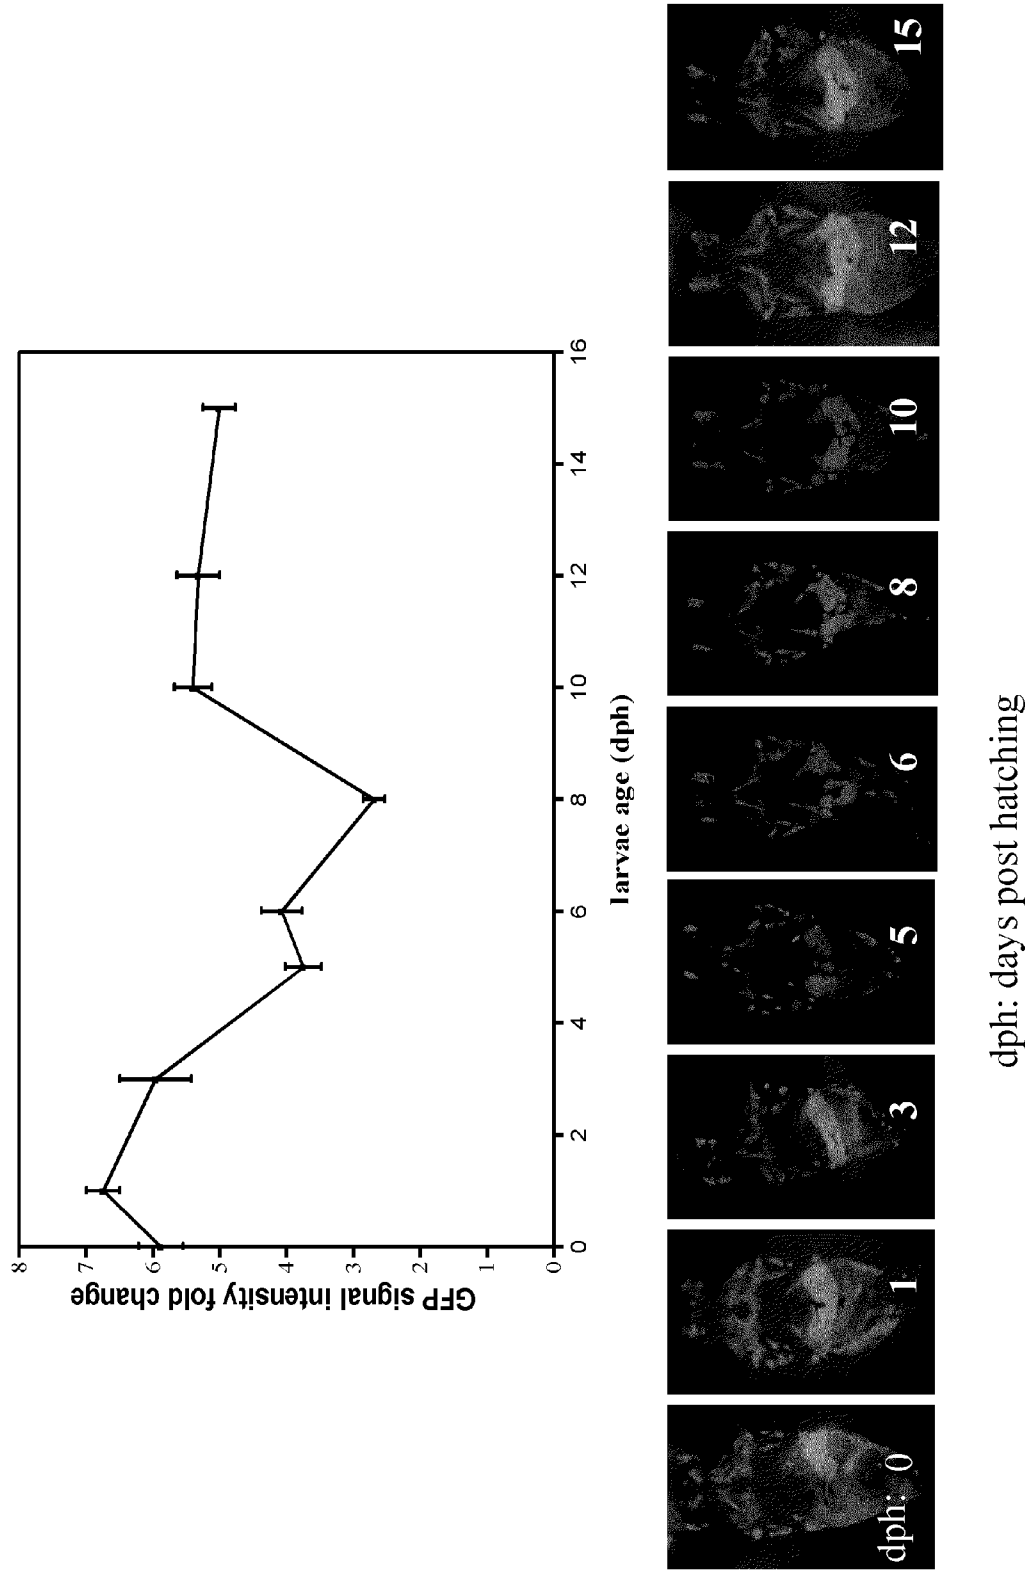 GFP signal intensity fold change
8
7
6
5
4
3
2
1
0
0 2 4 6 8 10 12 14 16
larvae age (dph)
dph: 0 1 3 5 6 8 10 12 15
dph: days post hatching